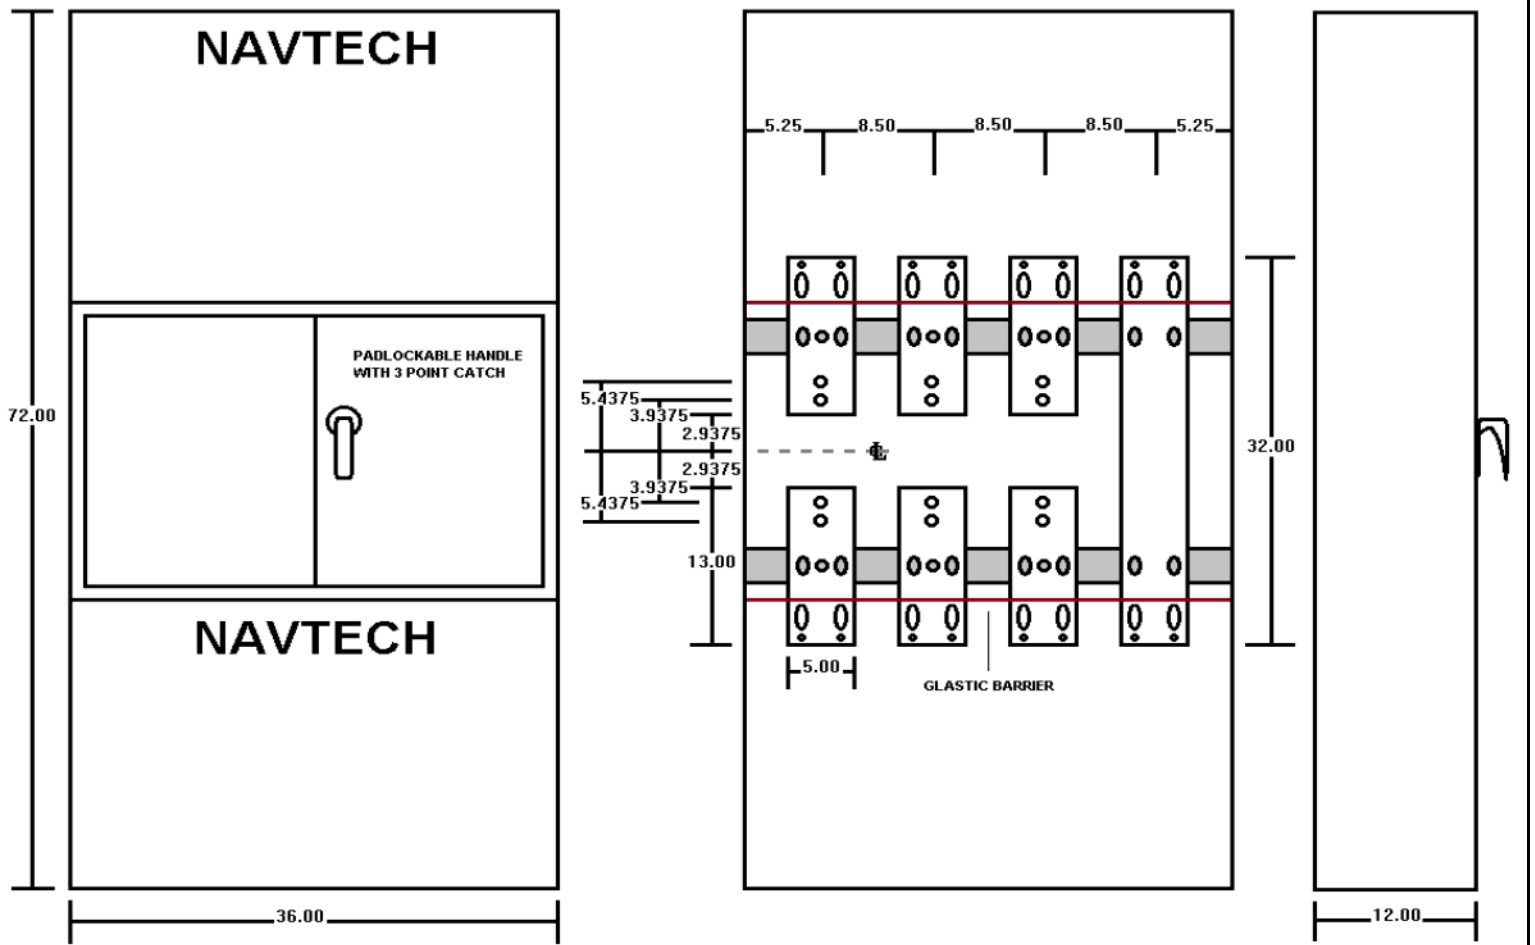 NAVTECH
PADLOCKABLE HANDLE
WITH 3 POINT CATCH
NAVTECH
72.00
36.00
5.25 8.50 8.50 8.50 5.25
5.4375
3.9375
2.9375
2.9375
3.9375
5.4375
13.00
CL
5.00
GLASTIC BARRIER
32.00
12.00